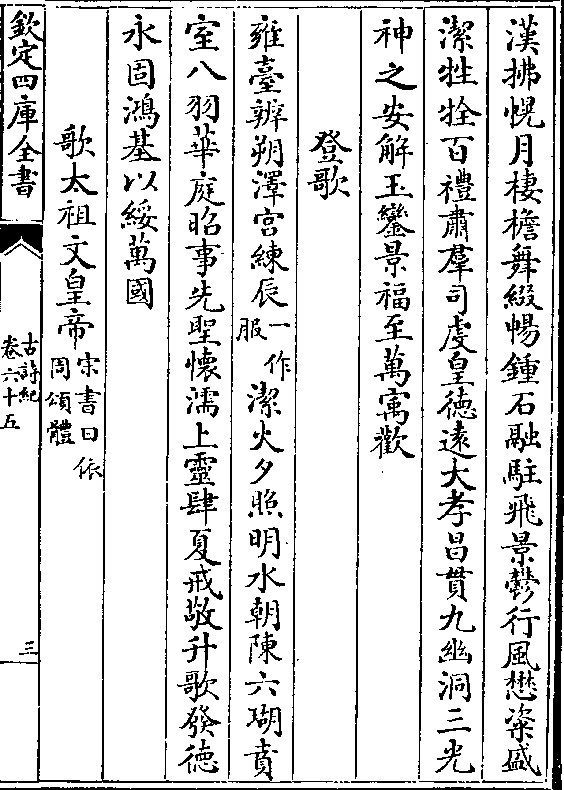 漢拂幌月棲檐舞綴暢鍾石融駐飛景鬱行風懋粢盛
潔牲牷百禮肅羣司虔皇德遠大孝昌貫九幽洞三光
神之安解玉鑾景福至萬㝢歡
登歌
雍臺辨朔澤宮練辰一作服潔火夕照明水朝陳六瑚賁
室八羽華庭昭事先聖懷濡上靈肆夏戒敬升歌發德
永固鴻基以綏萬國
歌太祖文皇帝宋書曰依周頌體
欽定四庫全書
古詩紀
卷六十五
三